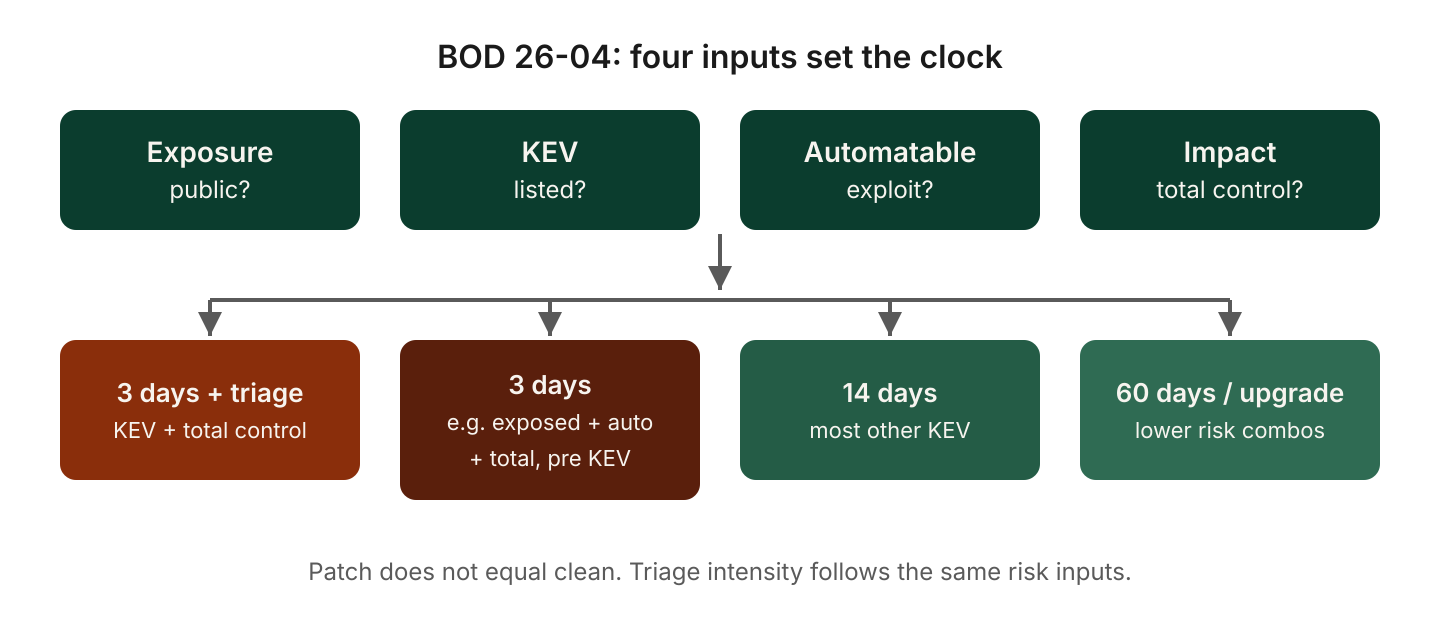 BOD 26-04: four inputs set the clock
Exposure
public?
KEV
listed?
Automatable
exploit?
Impact
total control?
3 days + triage
KEV + total control
3 days
e.g. exposed + auto
+ total, pre KEV
14 days
most other KEV
60 days / upgrade
lower risk combos
Patch does not equal clean. Triage intensity follows the same risk inputs.